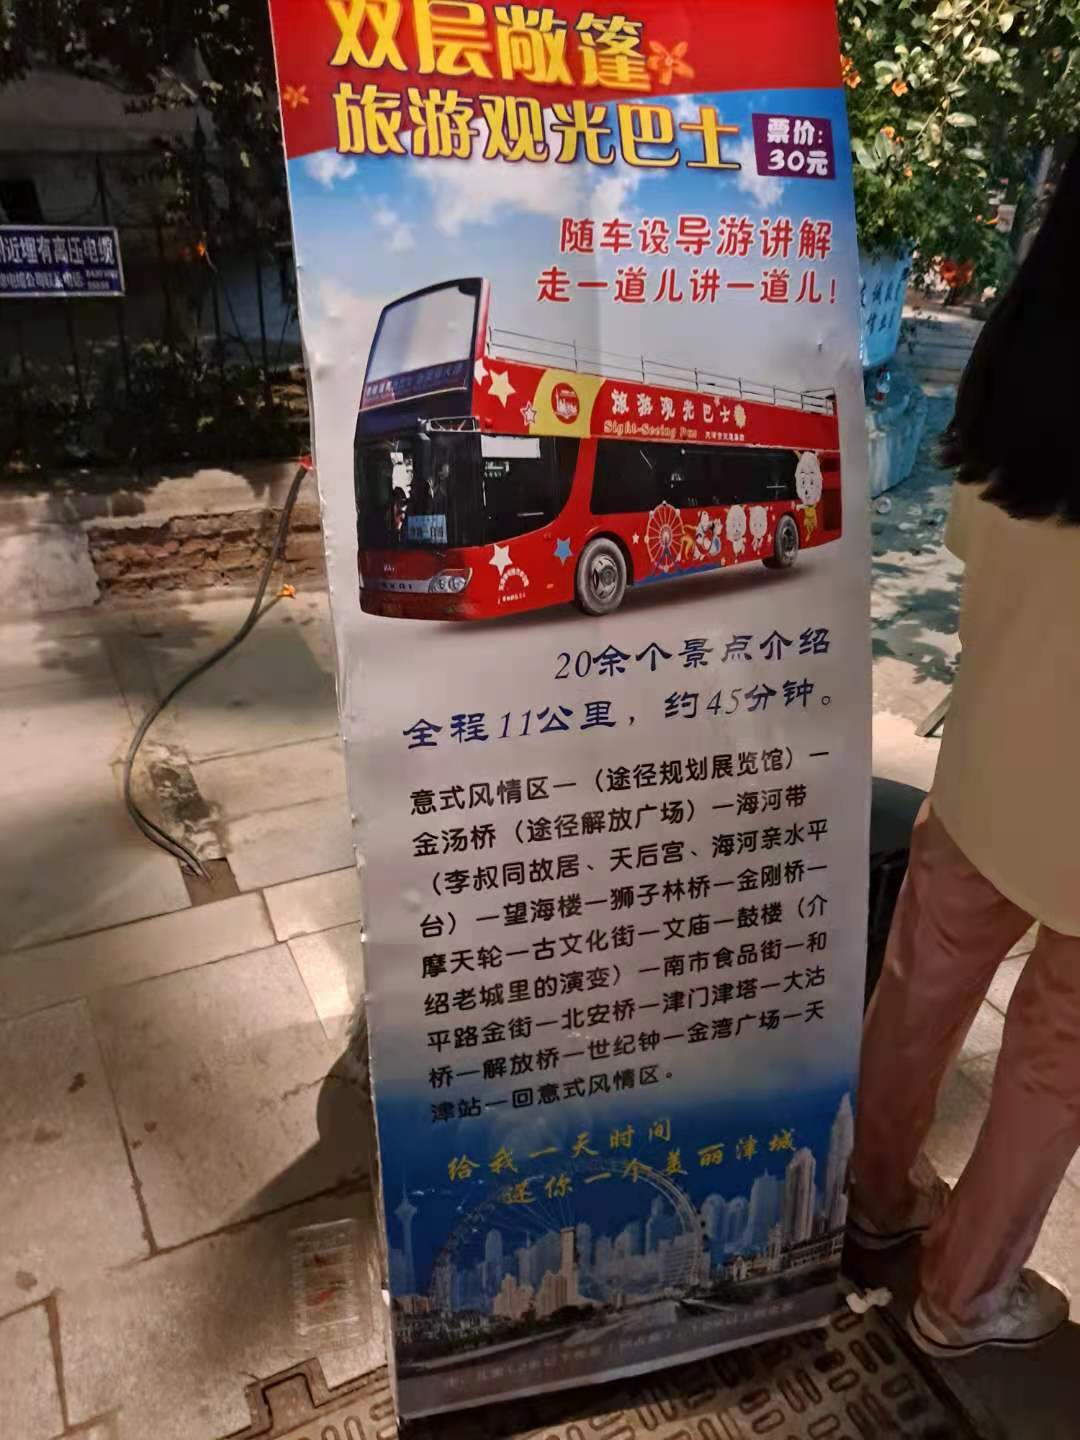 双层敞篷
旅游观光巴士
票价:
30元
随车设导游讲解
走一道儿讲一道儿!
近埋有高压电缆
旅游观光巴士
Sight-Seeing Bus
20余个景点介绍
全程11公里，约45分钟。
意式风情区—（途径规划展览馆）—
金汤桥（途径解放广场）—海河带
（李叔同故居、天后宫、海河亲水平
台）—望海楼—狮子林桥—金刚桥—
摩天轮—古文化街—文庙—鼓楼（介
绍老城里的演变）—南市食品街—和
平路金街—北安桥—津门津塔—大沽
桥—解放桥—世纪钟—金湾广场—天
津站—回意式风情区。
给我一天时间
送你一个美丽津城